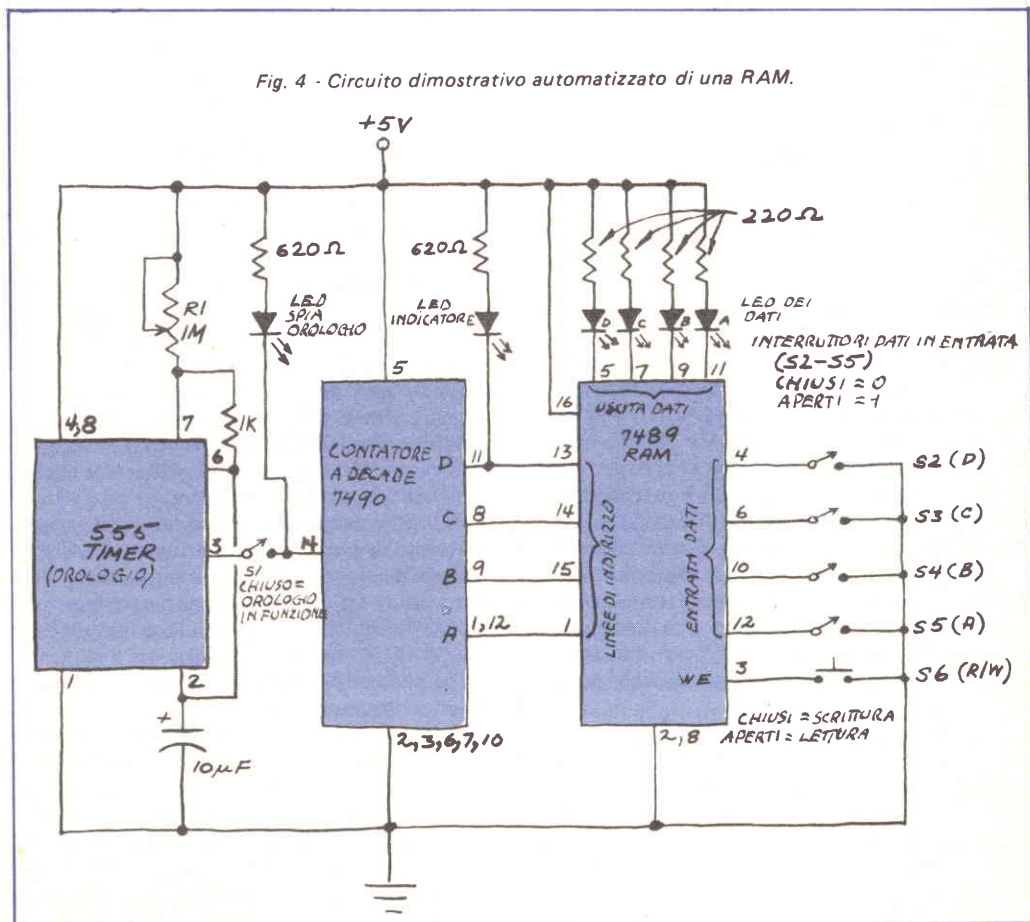 Fig. 4 - Circuito dimostrativo automatizzato di una RAM.
+5V
220Ω
620Ω
620Ω
R1
1M
LED
SPIA
OROLOGIO
LED
INDICATORE
D
C
B
A
LED DEI
DATI
INTERRUTTORI DATI IN ENTRATA
(S2-S5)
CHIUSI = 0
APERTI = 1
4,8
7
1K
6
5
5
7
9
11
16
USCITA DATI
7489
RAM
CONTATORE
A DECADE
7490
D
11
13
4
S2 (D)
555
TIMER
(OROLOGIO)
3
S1
CHIUSO=
OROLOGIO
IN FUNZIONE
14
C
8
14
6
S3 (C)
B
9
15
10
S4 (B)
A
1,12
1
12
S5 (A)
LINEE DI INDIRIZZO
ENTRATA DATI
WE
3
S6 (R/W)
1
2
+
10µF
2,3,6,7,10
2,8
CHIUSI = SCRITTURA
APERTI = LETTURA